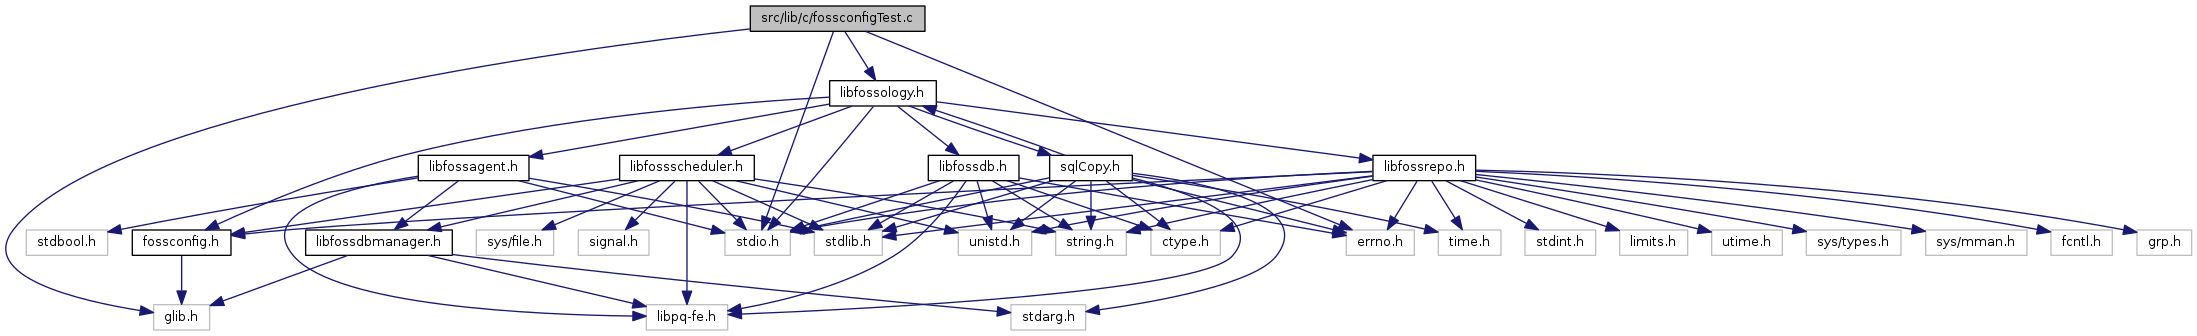 src/lib/c/fossconfigTest.c
libfossology.h
libfossagent.h
libfossscheduler.h
libfossdb.h
sqlCopy.h
libfossrepo.h
stdbool.h
fossconfig.h
libfossdbmanager.h
sys/file.h
signal.h
stdio.h
stdlib.h
unistd.h
string.h
ctype.h
errno.h
time.h
stdint.h
limits.h
utime.h
sys/types.h
sys/mman.h
fcntl.h
grp.h
glib.h
libpq-fe.h
stdarg.h